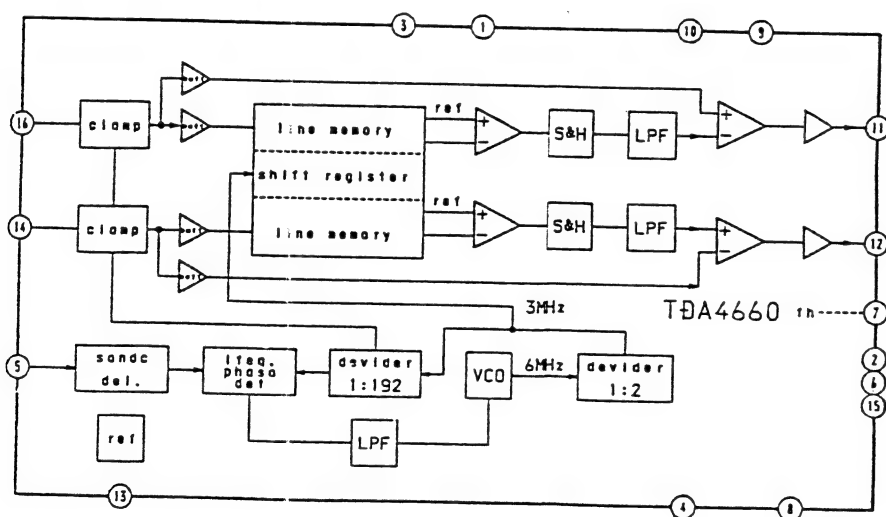 3 1 10 9
16 clamp line memory ref + - S&H LPF + - 11
shift register
14 clamp line memory ref + - S&H LPF + - 12
3MHz TDA4660 fh 7
5 sandc del. freq. phase det devider 1:192 VCO 6MHz devider 1:2 2
6
15
ref LPF
13 4 8